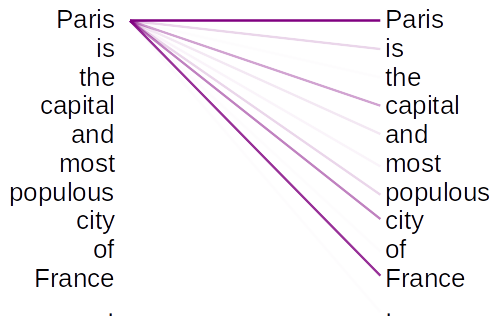 Paris Paris
is is
the the
capital capital
and and
most most
populous populous
city city
of of
France France
. .